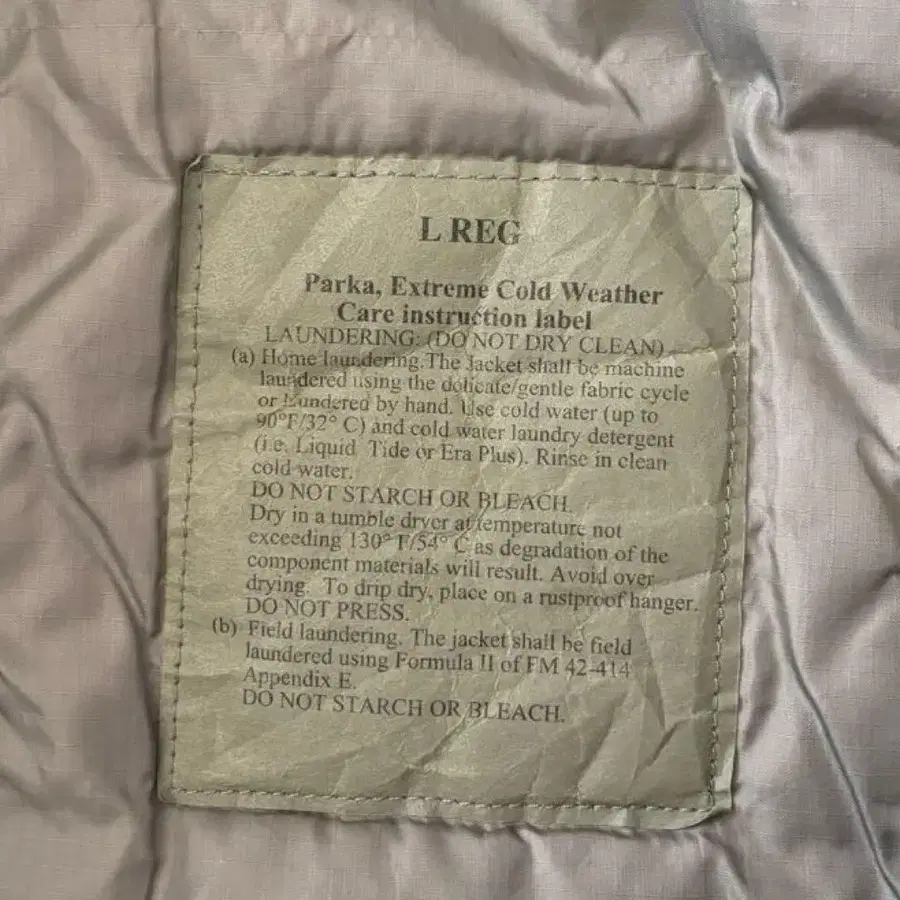 L REG
Parka, Extreme Cold Weather
Care instruction label
LAUNDERING: (DO NOT DRY CLEAN)
(a) Home laundering.The Jacket shall be machine
laundered using the dolicate/gentle fabric cycle
or laundered by hand. Use cold water (up to
90°F/32° C) and cold water laundry detergent
(i.e. Liquid Tide or Era Plus). Rinse in clean
cold water.
DO NOT STARCH OR BLEACH.
Dry in a tumble dryer at temperature not
exceeding 130° F/54° C as degradation of the
component materials will result. Avoid over
drying. To drip dry, place on a rustproof hanger.
DO NOT PRESS.
(b) Field laundering. The jacket shall be field
laundered using Formula II of FM 42-414
Appendix E.
DO NOT STARCH OR BLEACH.